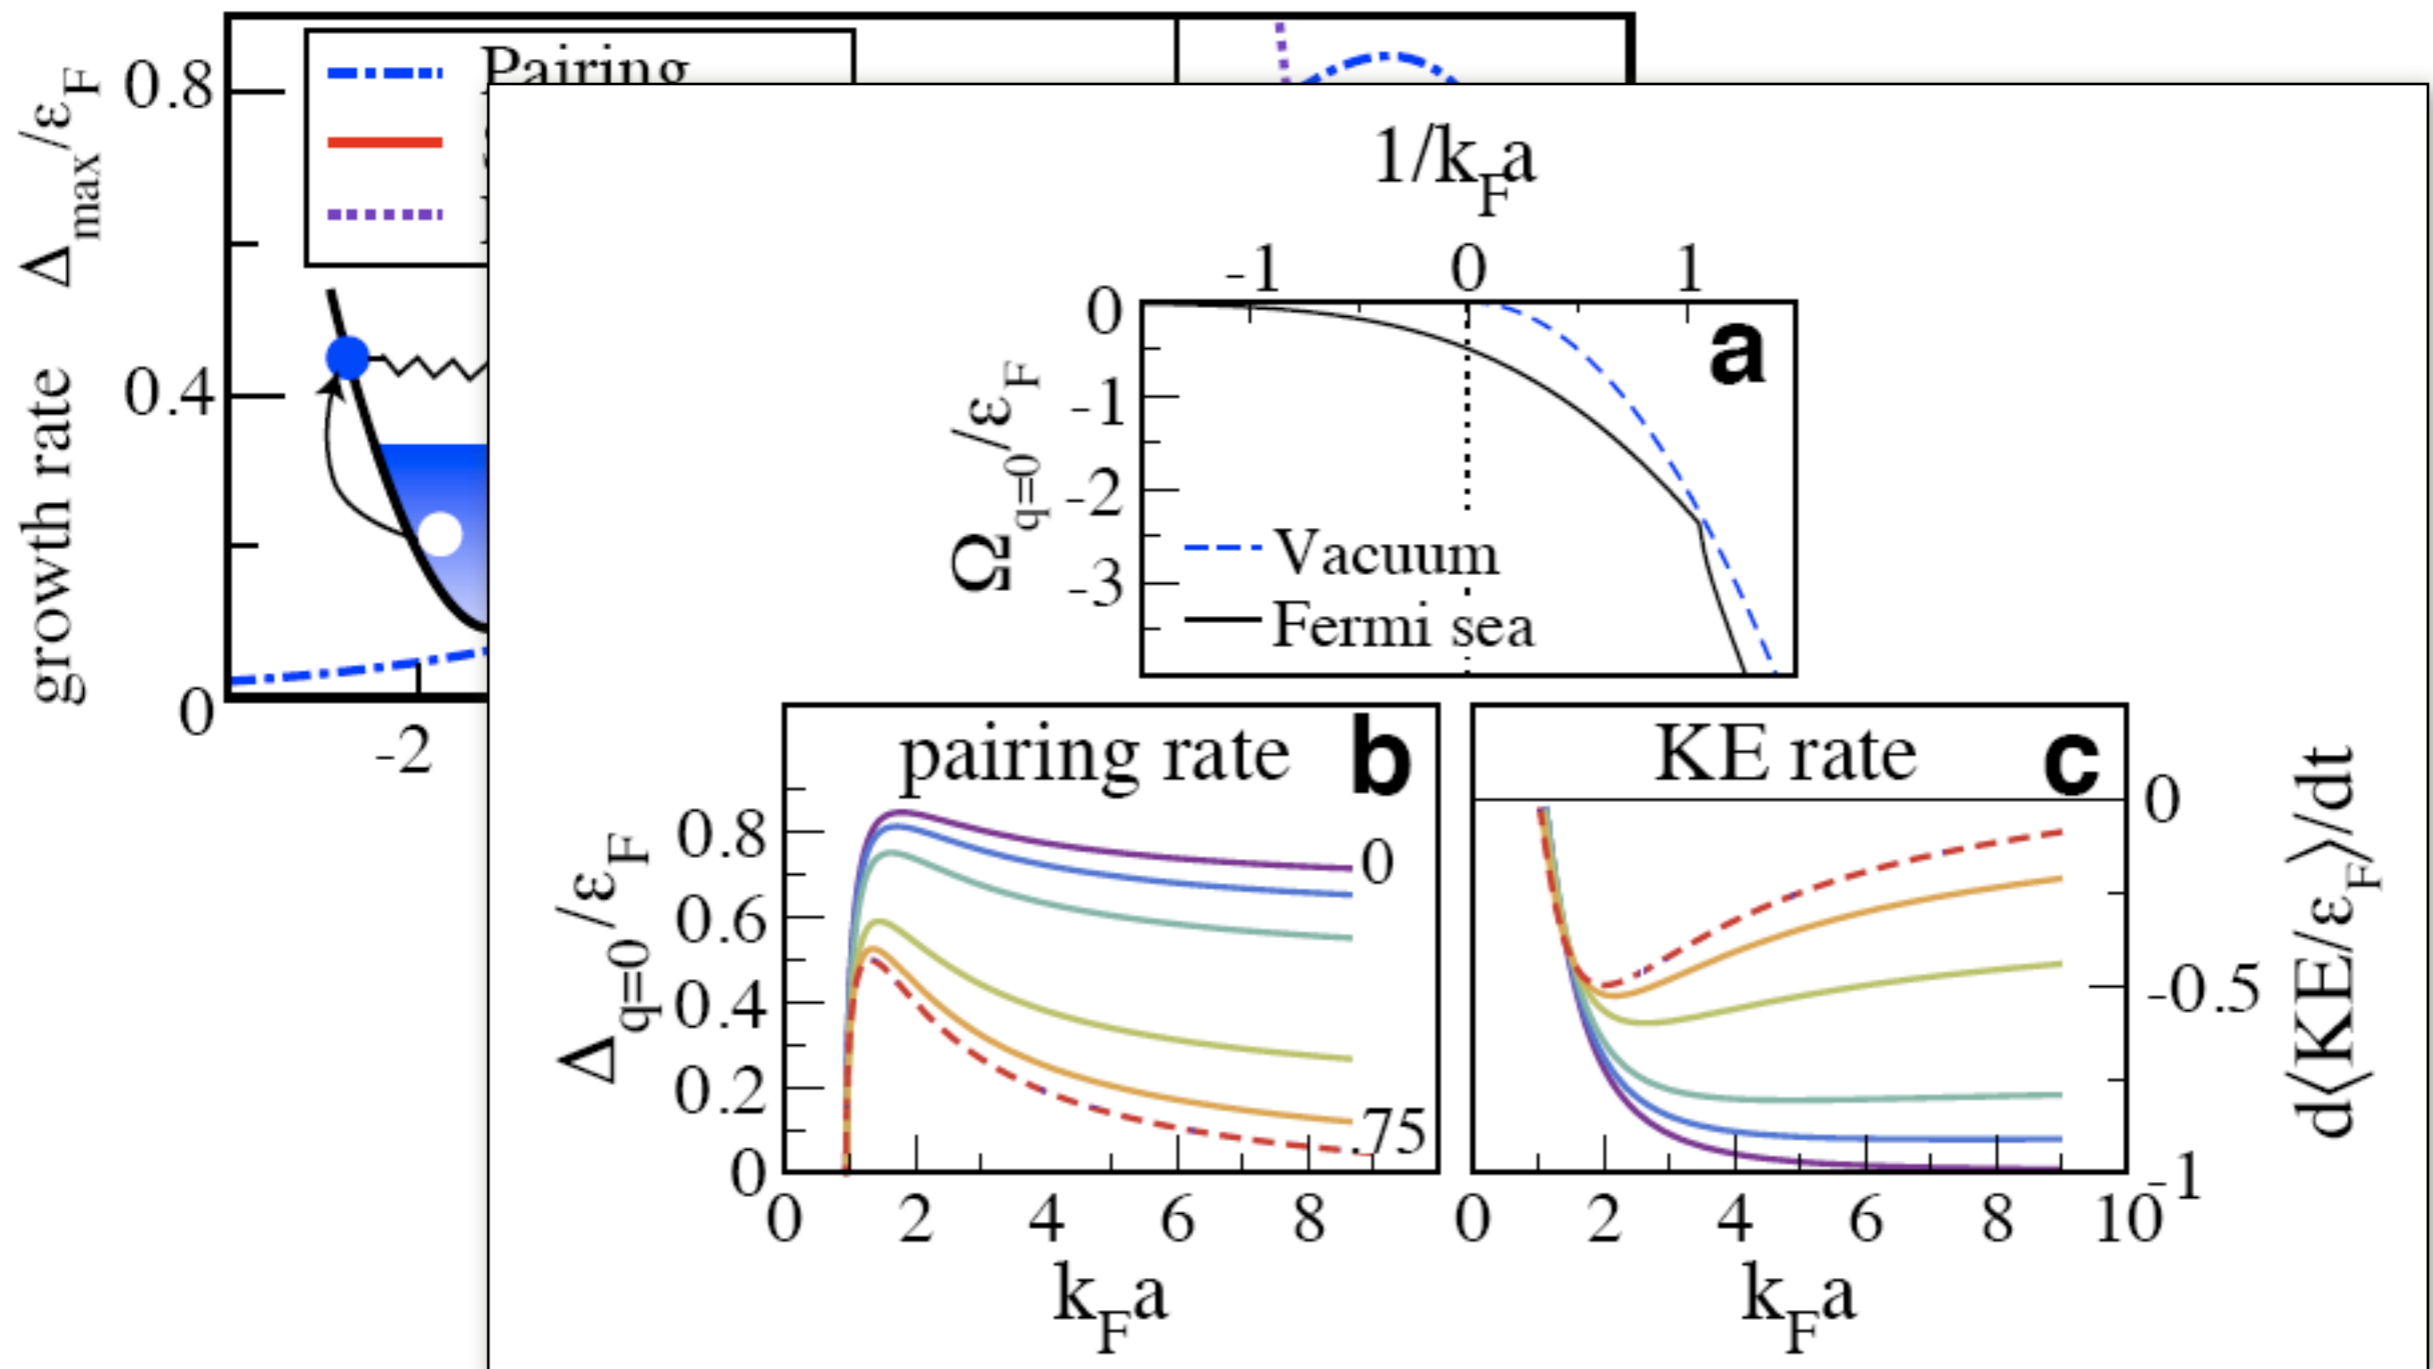 Pairing
0.8
0.4
0
growth rate Δmax/εF
-2
1/kFa
-1 0 1
0
-1
-2
-3
Ωq=0/εF
a
Vacuum
Fermi sea
pairing rate b
0.8
0.6
0.4
0.2
0
Δq=0/εF
0
.75
0 2 4 6 8
kFa
KE rate c
0
-0.5
-1
d⟨KE/εF⟩/dt
0 2 4 6 8 10
kFa